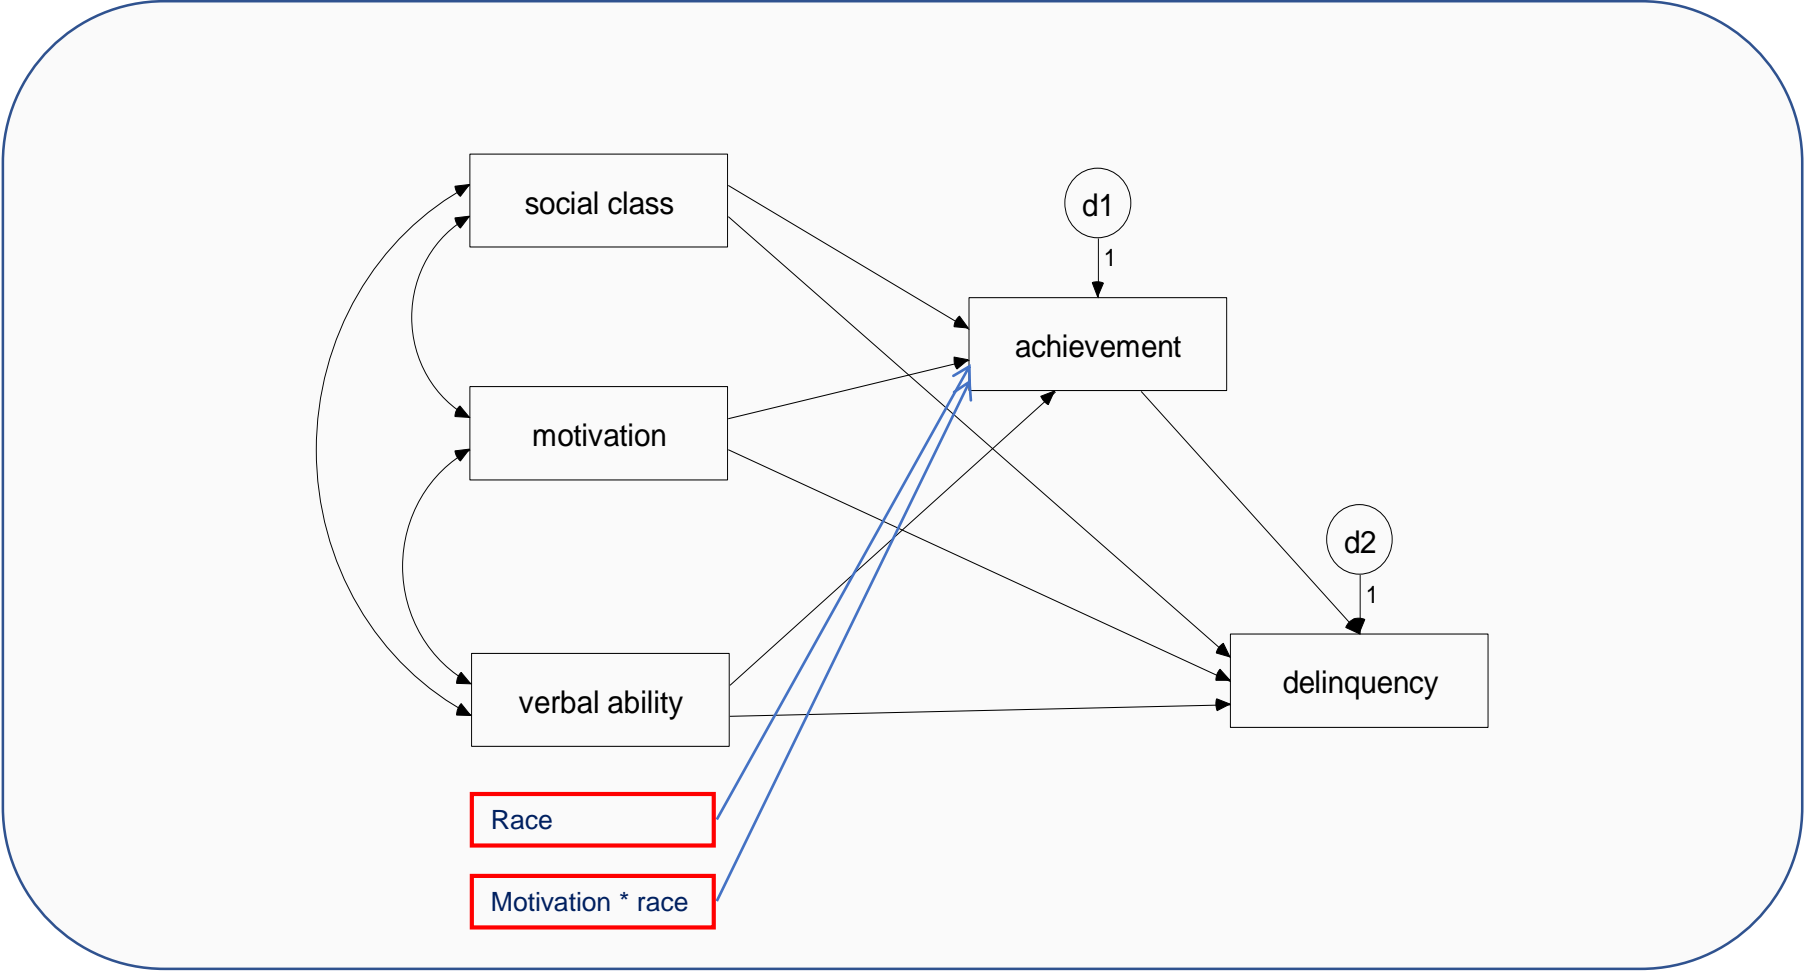 social class
d1
1
achievement
motivation
d2
1
verbal ability
delinquency
Race
Motivation * race